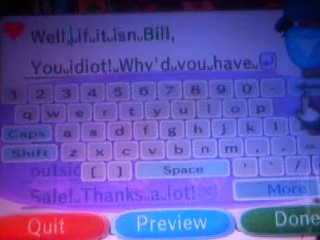 Well, if it isn Bill,
You idiot! Why'd you have
1 2 3 4 5 6 7 8 9 0 -
q w e r t y u i o p
Caps a s d f g h j k l
Shift z x c v b n m , .
outsid [ ] Space ' /
Sale! Thanks a lot! More
Quit Preview Done